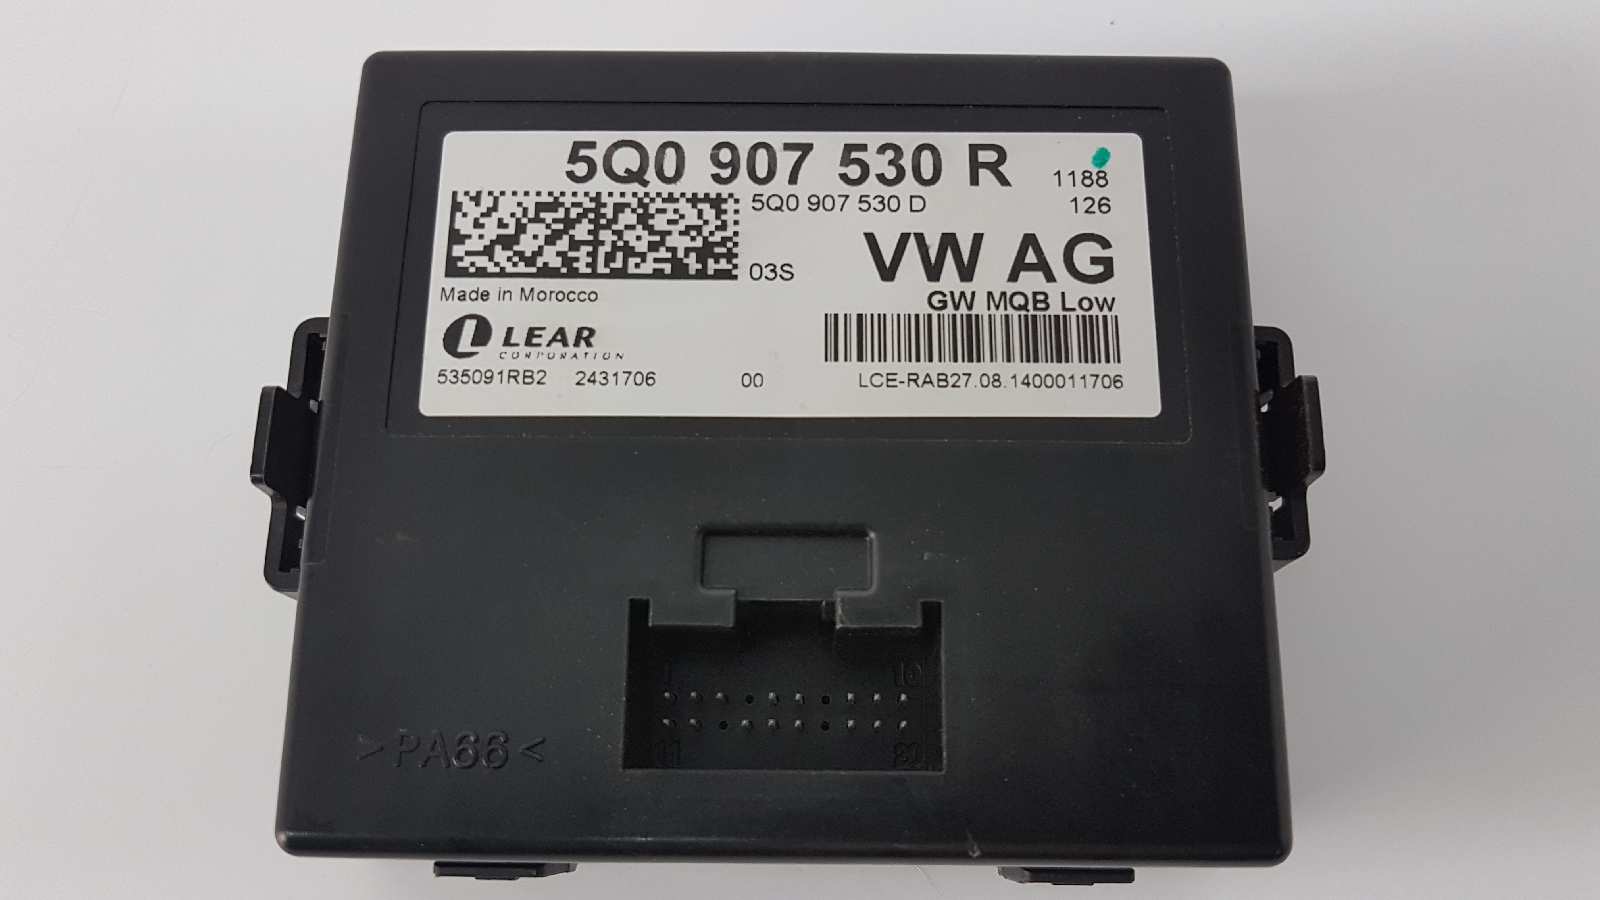 5Q0 907 530 R
1188
5Q0 907 530 D
126
VW AG
03S
Made in Morocco
GW MQB Low
LEAR
CORPORATION
535091RB2 2431706 00 LCE-RAB27.08.1400011706
1 10
11 20
>PA66<